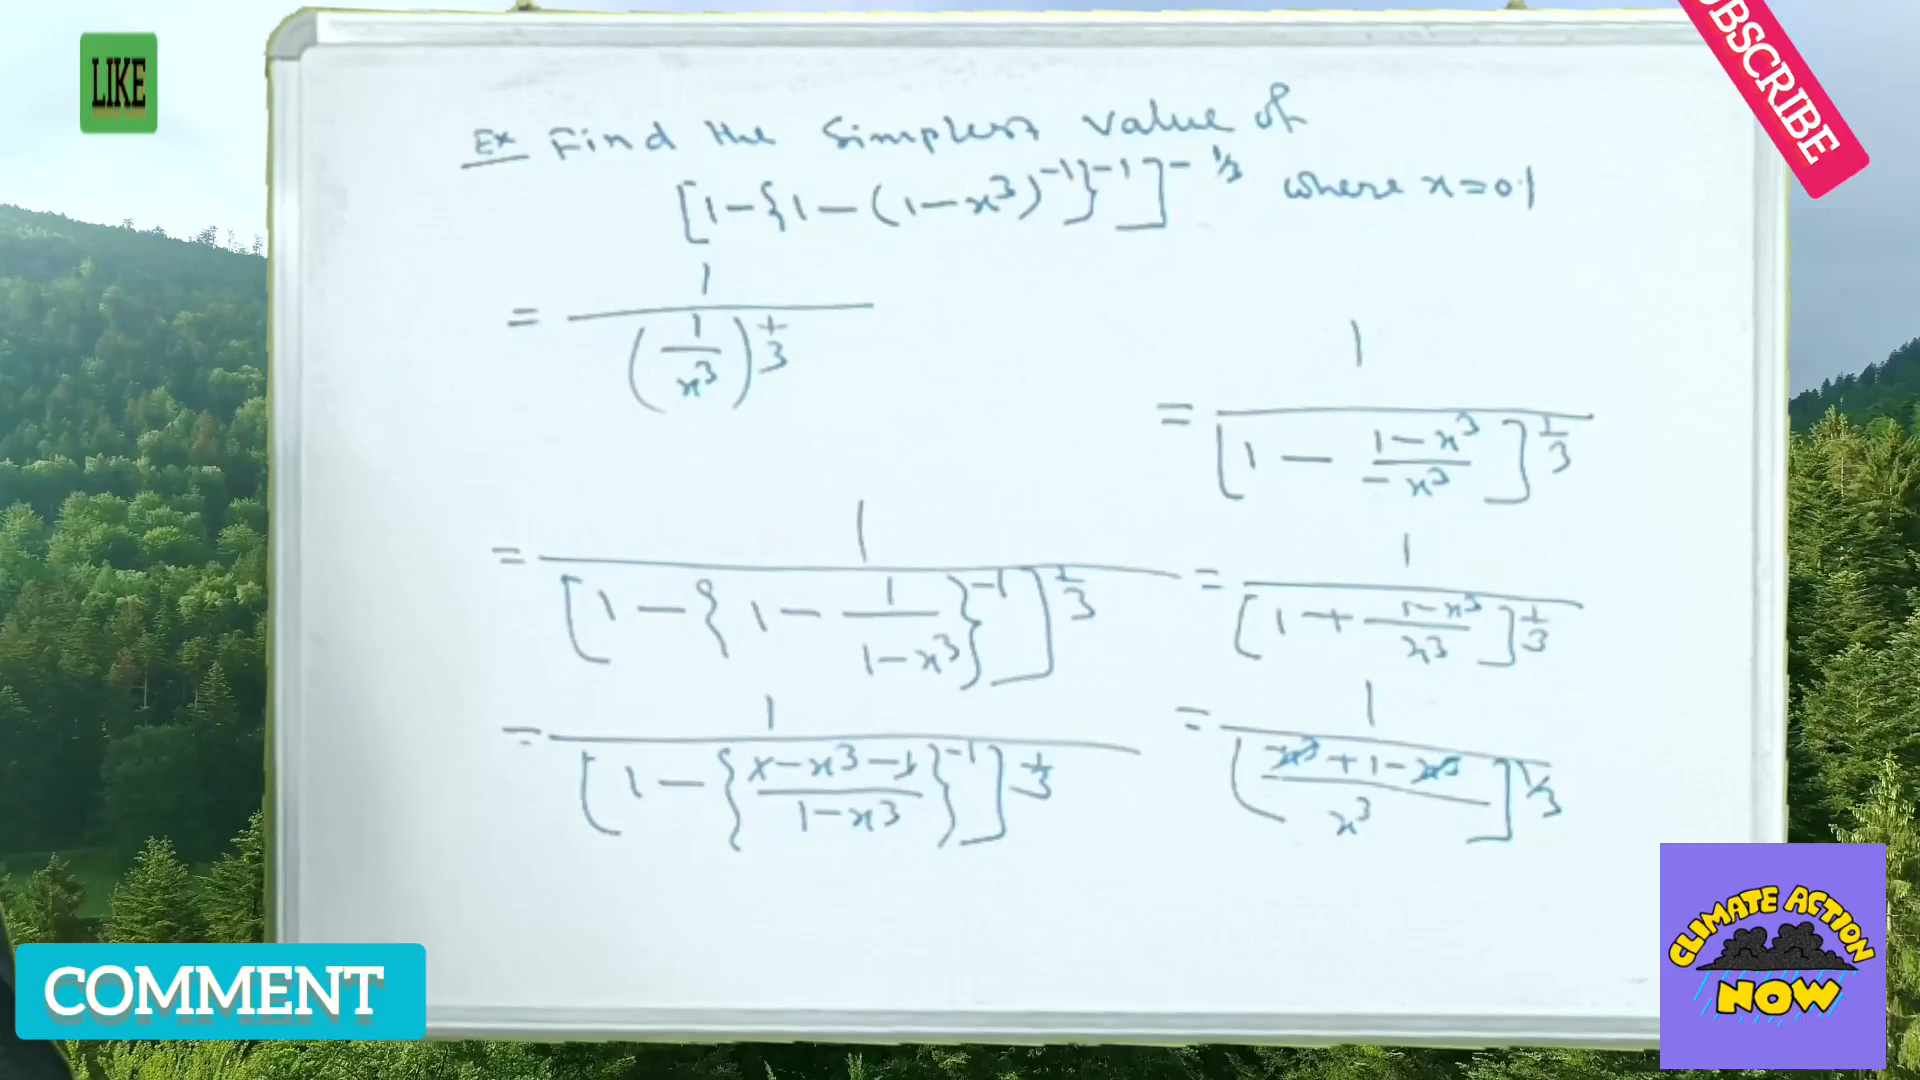 LIKE
SUBSCRIBE
Ex Find the simplest value of
[1-{1-(1-x³)⁻¹}⁻¹]^-1/3 where x=0.1
= 1/(1/x³)^1/3
= 1/[1-{1-1/(1-x³)}⁻¹]^1/3
= 1/[1-{(1-x³-1)/(1-x³)}⁻¹]^1/3
= 1/[1-(1-x³)/(-x³)]^1/3
= 1/[1+(1-x³)/x³]^1/3
= 1/[(x³+1-x³)/x³]^1/3
COMMENT
CLIMATE ACTION
NOW